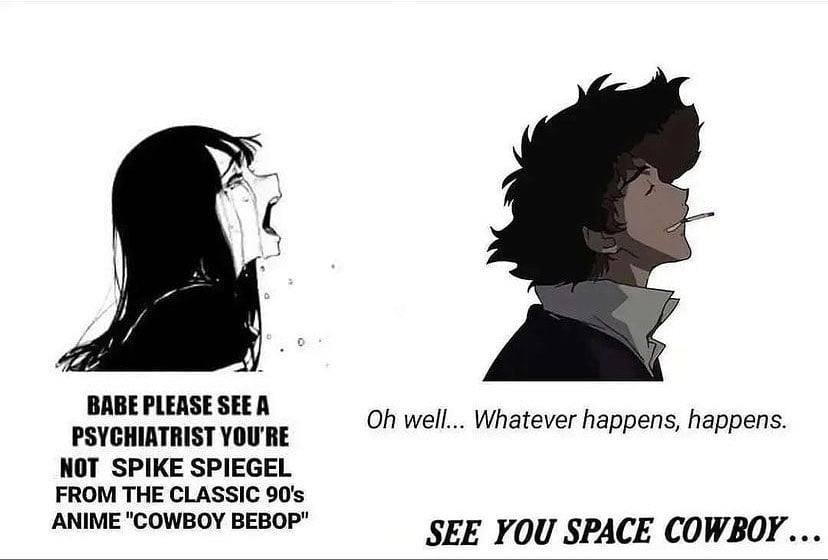 BABE PLEASE SEE A
PSYCHIATRIST YOU'RE
NOT SPIKE SPIEGEL
FROM THE CLASSIC 90's
ANIME "COWBOY BEBOP"
Oh well... Whatever happens, happens.
SEE YOU SPACE COWBOY...